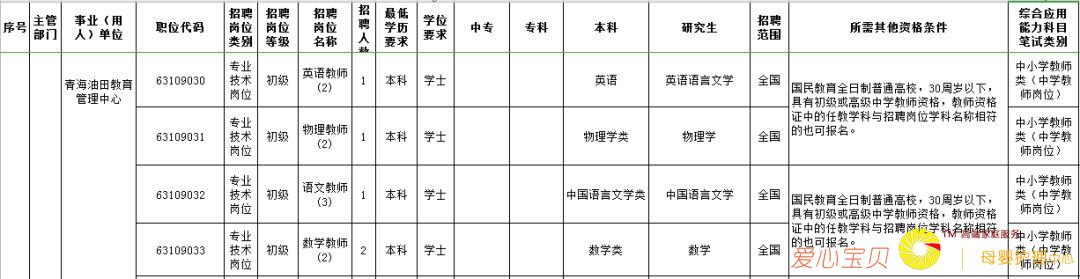 序号 主管部门 事业（用人）单位 职位代码 招聘岗位类别 招聘岗位等级 招聘岗位名称 招聘人数 最低学历要求 学位要求 中专 专科 本科 研究生 招聘范围 所需其他资格条件 综合应用能力科目笔试类别
青海油田教育管理中心
63109030 专业技术岗位 初级 英语教师(2) 1 本科 学士 英语 英语语言文学 全国 中小学教师类（中学教师岗位）
国民教育全日制普通高校，30周岁以下，
具有初级或高级中学教师资格，教师资格
证中的任教学科与招聘岗位学科名称相符
的也可报名。
63109031 专业技术岗位 初级 物理教师(2) 1 本科 学士 物理学类 物理学 全国 中小学教师类（中学教师岗位）
63109032 专业技术岗位 初级 语文教师(3) 1 本科 学士 中国语言文学类 中国语言文学 全国 中小学教师类（中学教师岗位）
国民教育全日制普通高校，30周岁以下，
具有初级或高级中学教师资格，教师资格
证中的任教学科与招聘岗位学科名称相符
的也可报名。
63109033 专业技术岗位 初级 数学教师(2) 2 本科 学士 数学类 数学 全国 中小学教师类（中学教师岗位）
爱心宝贝